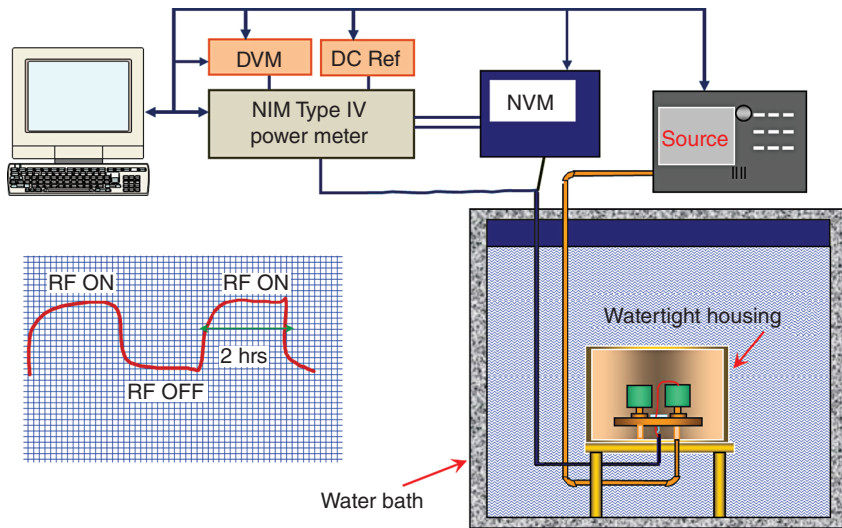 DVM
DC Ref
NIM Type IV
power meter
NVM
Source
RF ON
RF ON
2 hrs
RF OFF
Watertight housing
Water bath